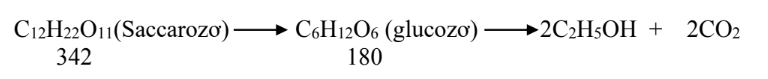 C₁₂H₂₂O₁₁(Saccarozơ) ⟶ C₆H₁₂O₆ (glucozơ) ⟶ 2C₂H₅OH + 2CO₂
342 180